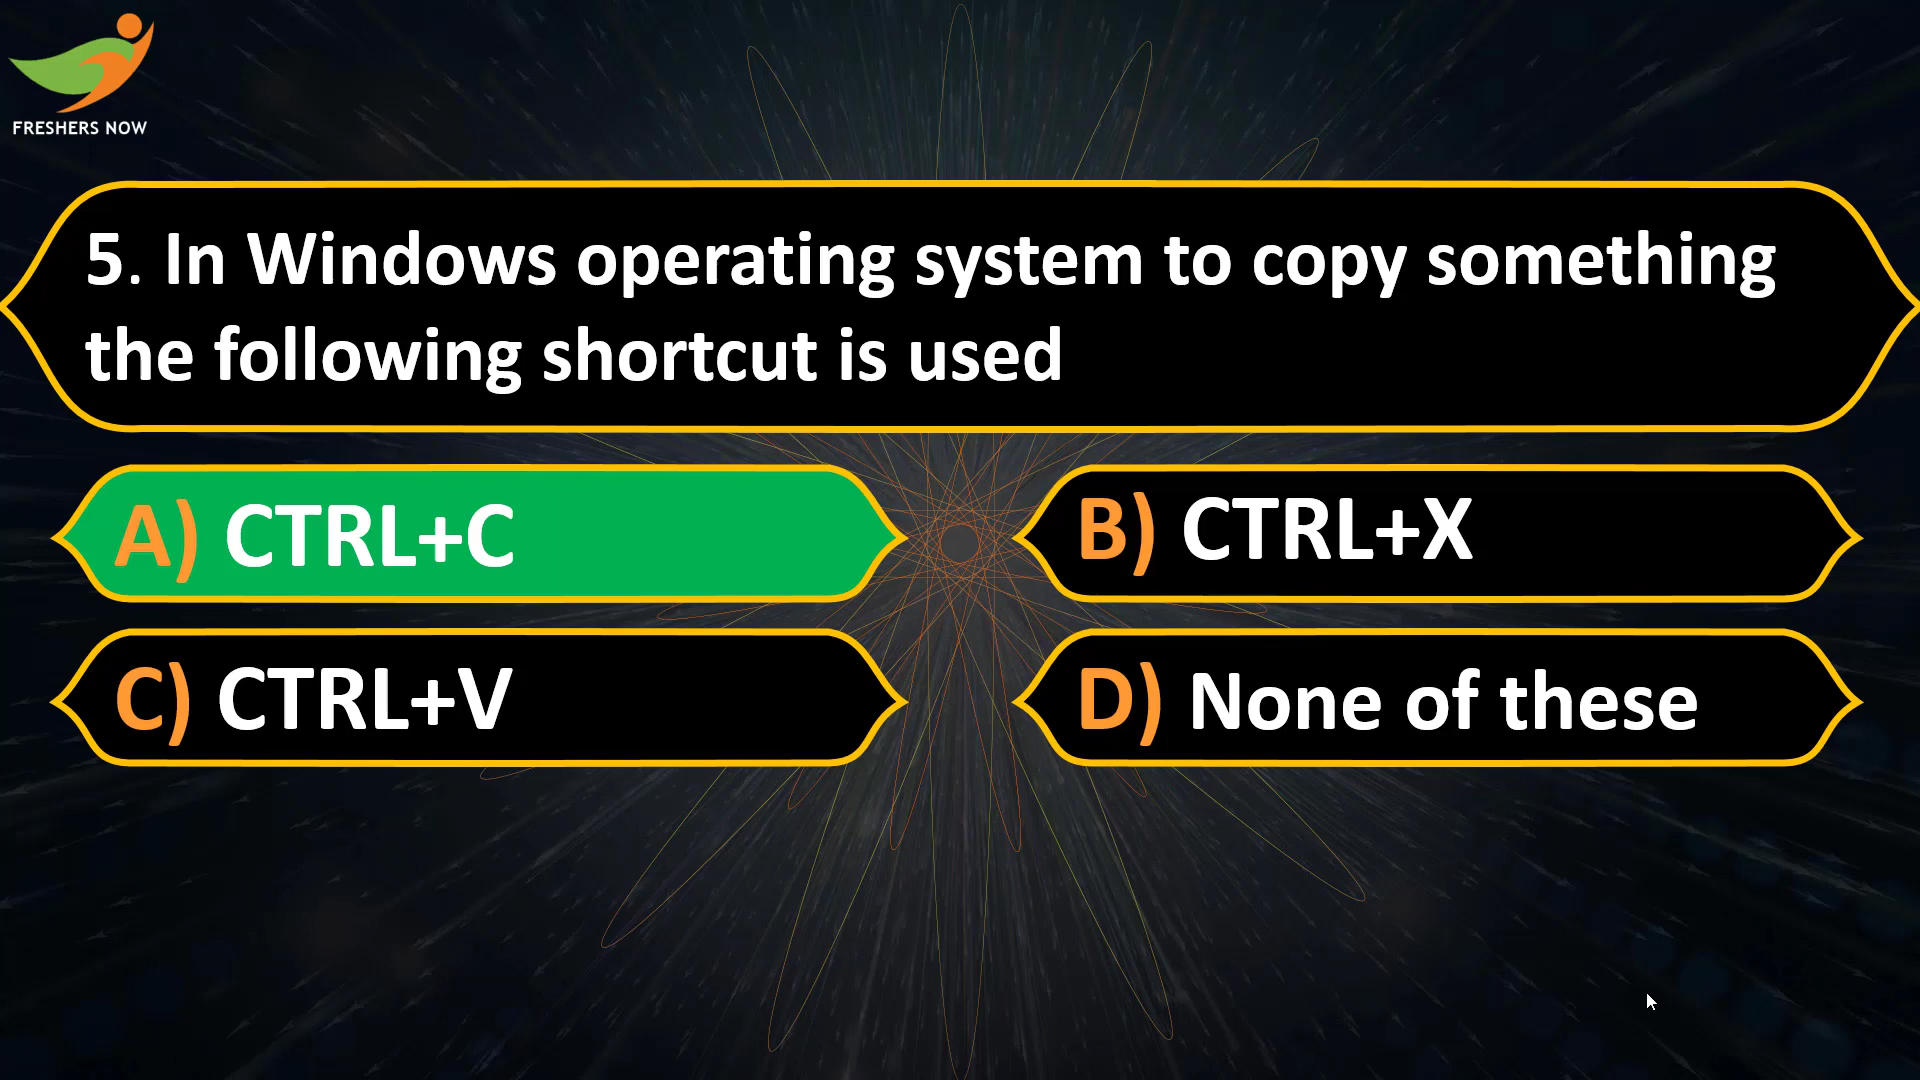 FRESHERS NOW
5. In Windows operating system to copy something
the following shortcut is used
A) CTRL+C
B) CTRL+X
C) CTRL+V
D) None of these